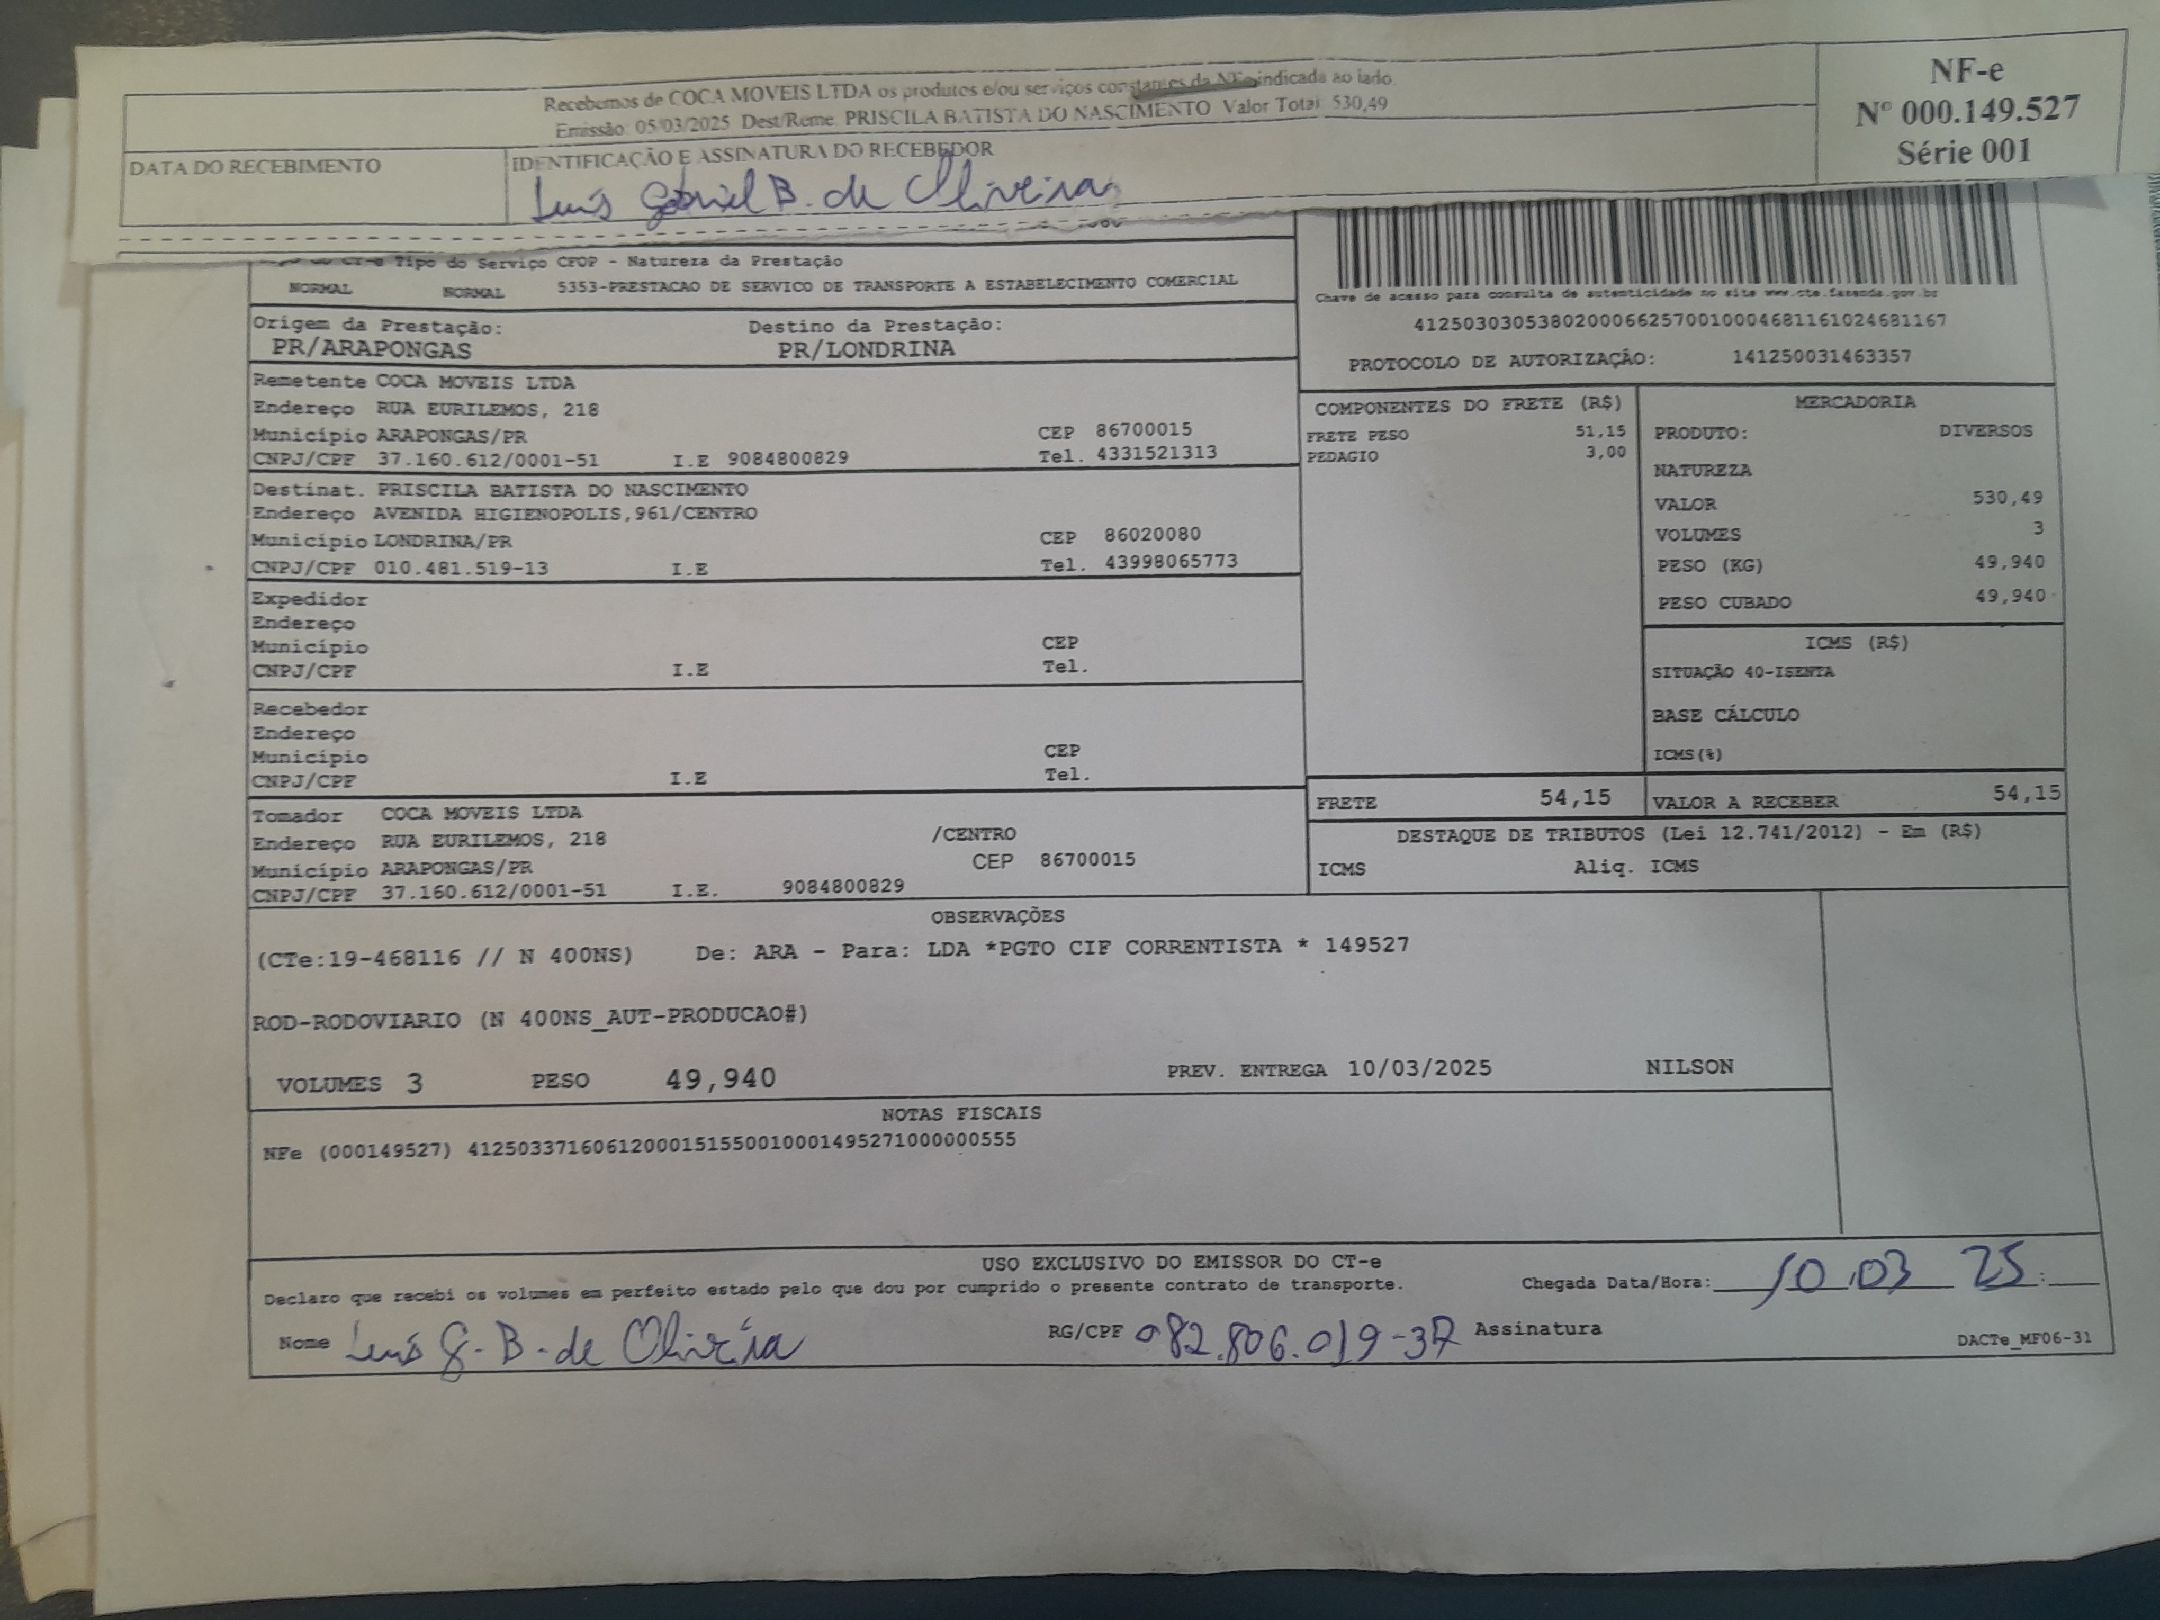 Recebemos de COCA MOVEIS LTDA os produtos e/ou serviços constantes da NF-e indicada ao lado.
Emissão: 05/03/2025 Dest/Reme: PRISCILA BATISTA DO NASCIMENTO Valor Total: 530,49
NF-e
Nº 000.149.527
Série 001
DATA DO RECEBIMENTO
IDENTIFICAÇÃO E ASSINATURA DO RECEBEDOR
Luís Gabriel B. de Oliveira
CT-e Tipo do Serviço CFOP - Natureza da Prestação
NORMAL NORMAL 5353-PRESTACAO DE SERVICO DE TRANSPORTE A ESTABELECIMENTO COMERCIAL
Chave de acesso para consulta de autenticidade no site www.cte.fazenda.gov.br
41250303053802000662570010004681161024681167
PROTOCOLO DE AUTORIZAÇÃO: 141250031463357
Origem da Prestação: Destino da Prestação:
PR/ARAPONGAS PR/LONDRINA
Remetente COCA MOVEIS LTDA
Endereço RUA EURILEMOS, 218
Município ARAPONGAS/PR CEP 86700015
CNPJ/CPF 37.160.612/0001-51 I.E 9084800829 Tel. 4331521313
Destinat. PRISCILA BATISTA DO NASCIMENTO
Endereço AVENIDA HIGIENOPOLIS,961/CENTRO
Município LONDRINA/PR CEP 86020080
CNPJ/CPF 010.481.519-13 I.E Tel. 43998065773
Expedidor
Endereço
Município CEP
CNPJ/CPF I.E Tel.
Recebedor
Endereço
Município CEP
CNPJ/CPF I.E Tel.
Tomador COCA MOVEIS LTDA
Endereço RUA EURILEMOS, 218 /CENTRO
Município ARAPONGAS/PR CEP 86700015
CNPJ/CPF 37.160.612/0001-51 I.E. 9084800829
COMPONENTES DO FRETE (R$)
FRETE PESO 51,15
PEDAGIO 3,00
MERCADORIA
PRODUTO: DIVERSOS
NATUREZA
VALOR 530,49
VOLUMES 3
PESO (KG) 49,940
PESO CUBADO 49,940
ICMS (R$)
SITUAÇÃO 40-ISENTA
BASE CÁLCULO
ICMS(%)
FRETE 54,15 VALOR A RECEBER 54,15
DESTAQUE DE TRIBUTOS (Lei 12.741/2012) - Em (R$)
ICMS Aliq. ICMS
OBSERVAÇÕES
(CTe:19-468116 // N 400NS) De: ARA - Para: LDA *PGTO CIF CORRENTISTA * 149527
ROD-RODOVIARIO (N 400NS_AUT-PRODUCAO#)
VOLUMES 3 PESO 49,940 PREV. ENTREGA 10/03/2025 NILSON
NOTAS FISCAIS
NFe (000149527) 41250337160612000151550010001495271000000555
USO EXCLUSIVO DO EMISSOR DO CT-e
Declaro que recebi os volumes em perfeito estado pelo que dou por cumprido o presente contrato de transporte. Chegada Data/Hora: 10 03 25 :
Nome Luís G. B. de Oliveira RG/CPF 082.806.019-37 Assinatura
DACTe_MF06-31